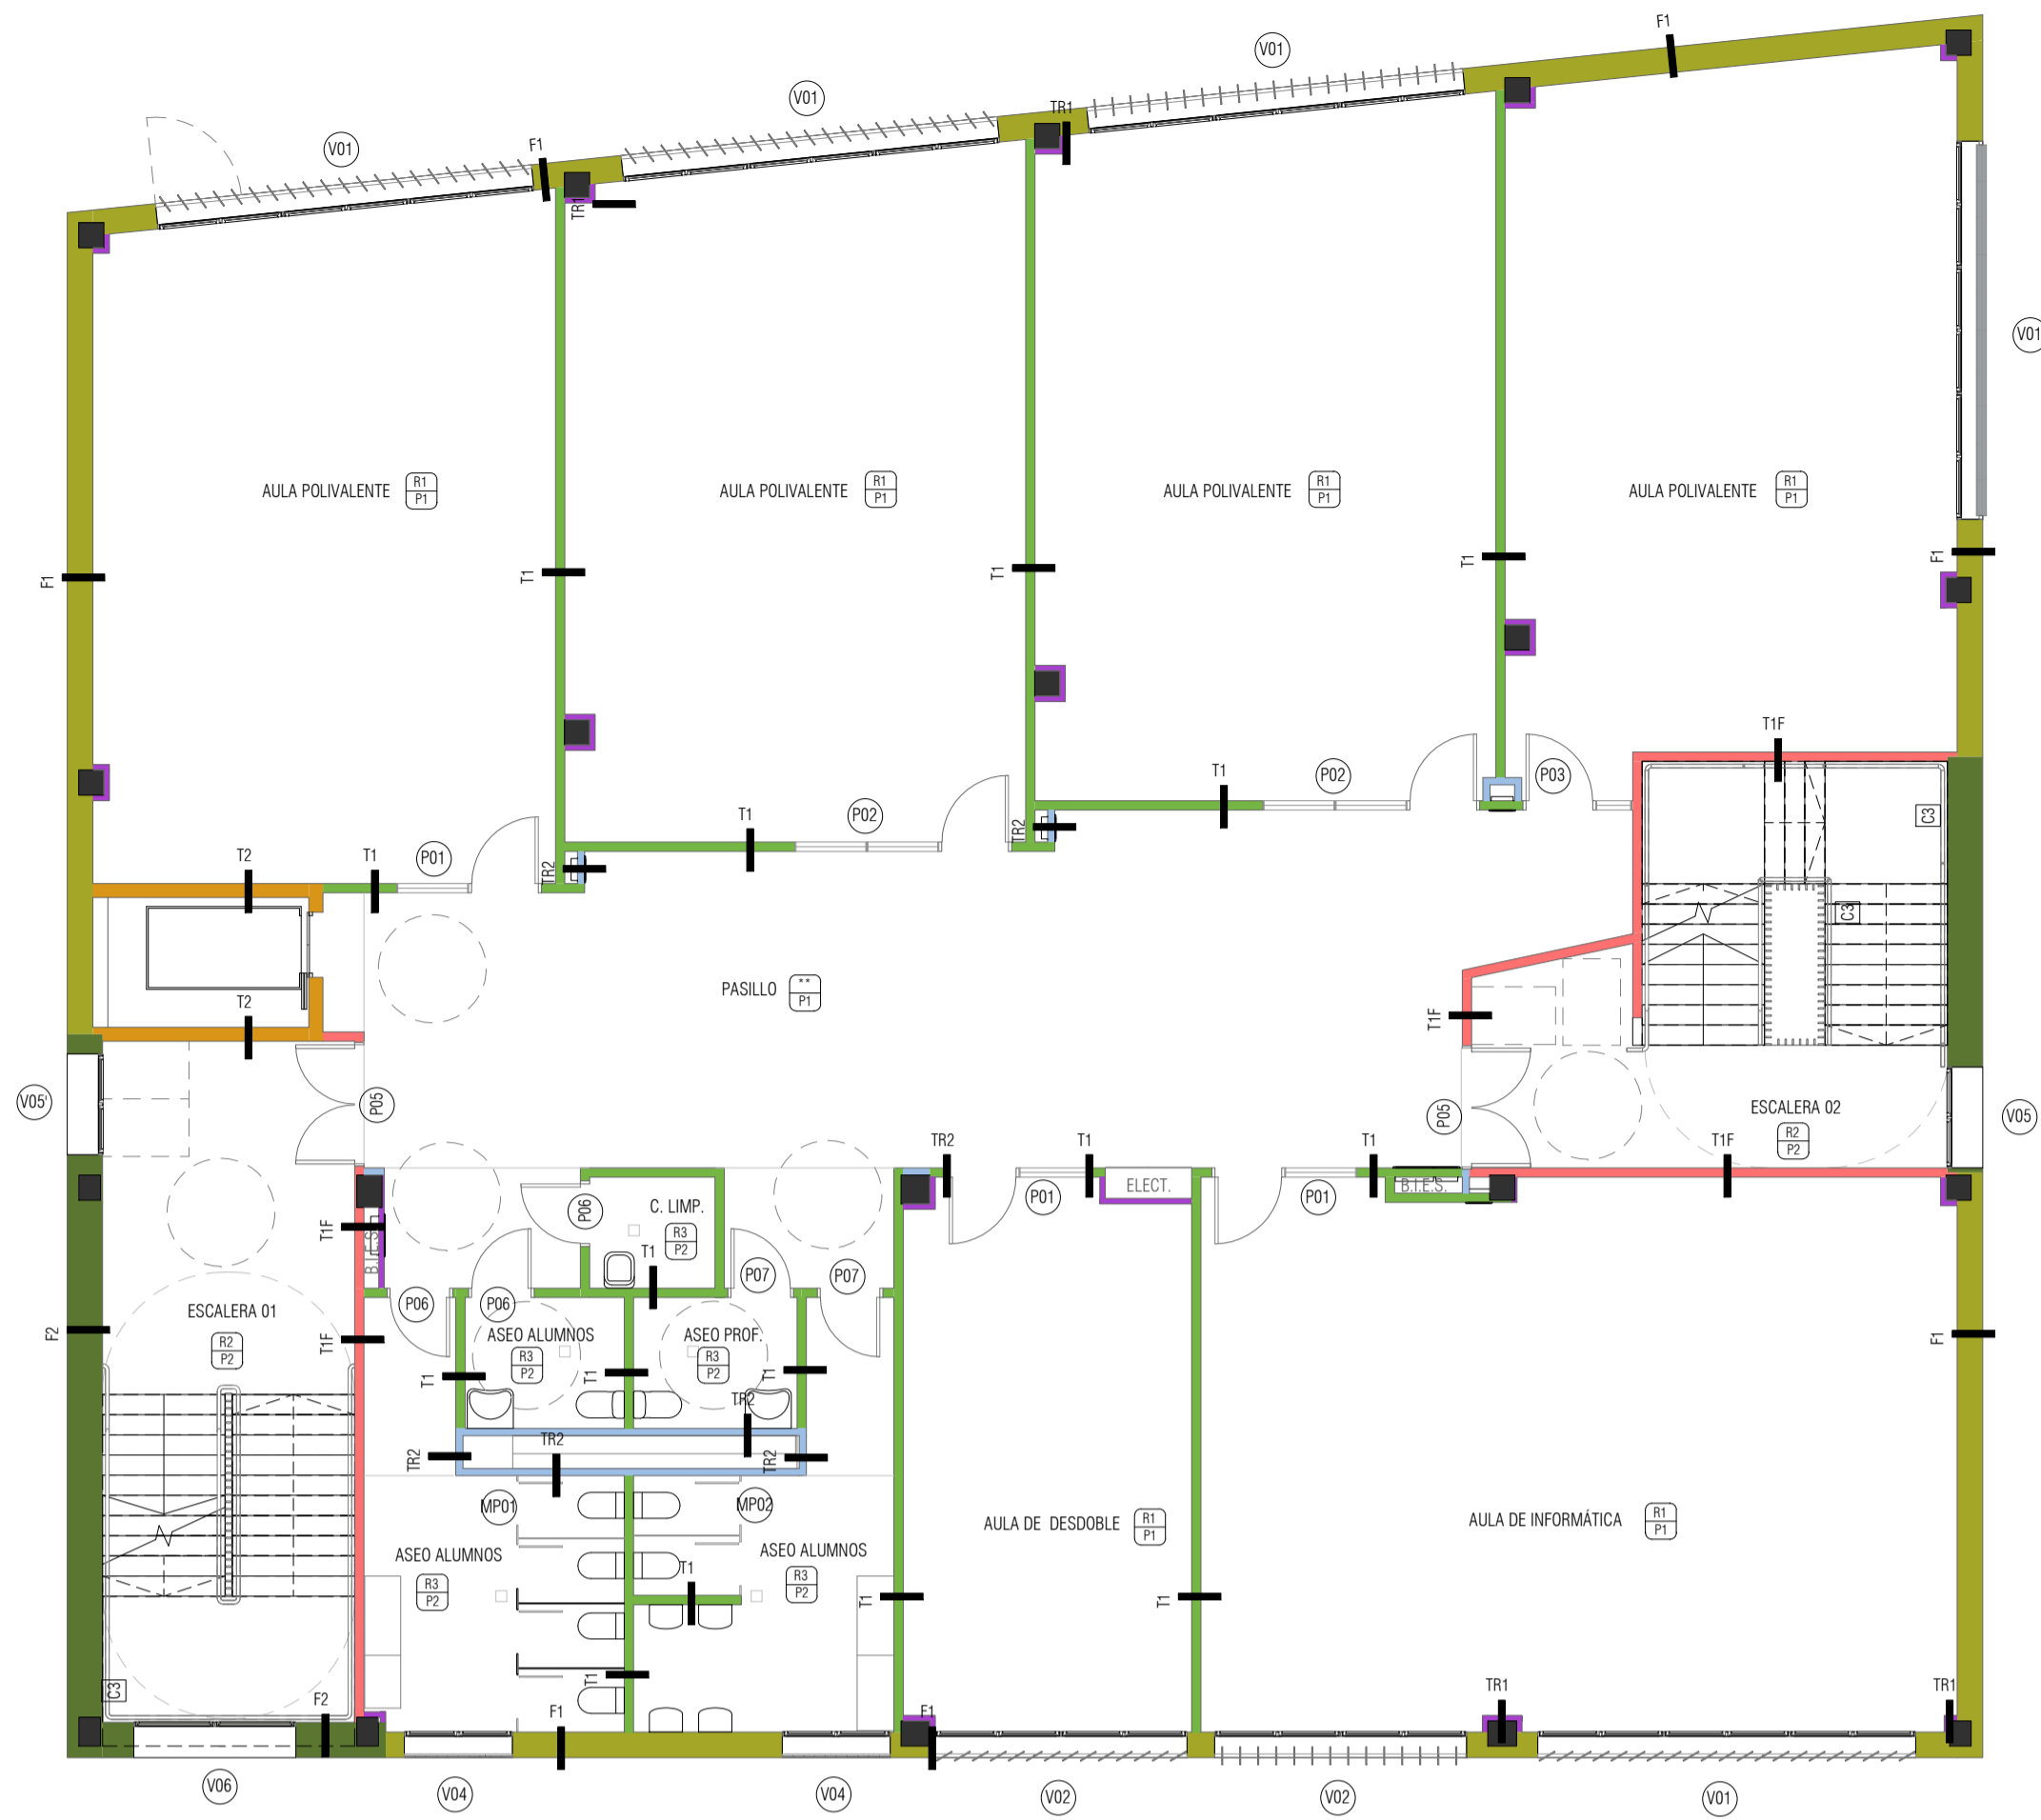 F1
V01
V01
TR1
V01
F1
TR1
V01
AULA POLIVALENTE
R1
P1
AULA POLIVALENTE
R1
P1
AULA POLIVALENTE
R1
P1
AULA POLIVALENTE
R1
P1
F1
T1
T1
T1
F1
T1F
T1
P02
P03
T1
P02
TR2
C3
T2
T1
P01
TR2
C3
PASILLO
**
P1
T2
T1F
V05'
P05
P05
ESCALERA 02
R2
P2
V05
TR2
T1
T1
T1F
P01
ELECT.
P01
B.I.E.S.
C. LIMP.
R3
P2
P06
T1F
B.I.E.S.
T1
P07
P07
P06
P06
ESCALERA 01
R2
P2
F2
T1F
ASEO ALUMNOS
R3
P2
ASEO PROF.
R3
P2
F1
T1
T1
T1
TR2
TR2
TR2
TR2
MP01
MP02
AULA DE DESDOBLE
R1
P1
AULA DE INFORMÁTICA
R1
P1
ASEO ALUMNOS
R3
P2
ASEO ALUMNOS
R3
P2
T1
T1
T1
T1
C3
F2
F1
F1
TR1
TR1
V06
V04
V04
V02
V02
V01